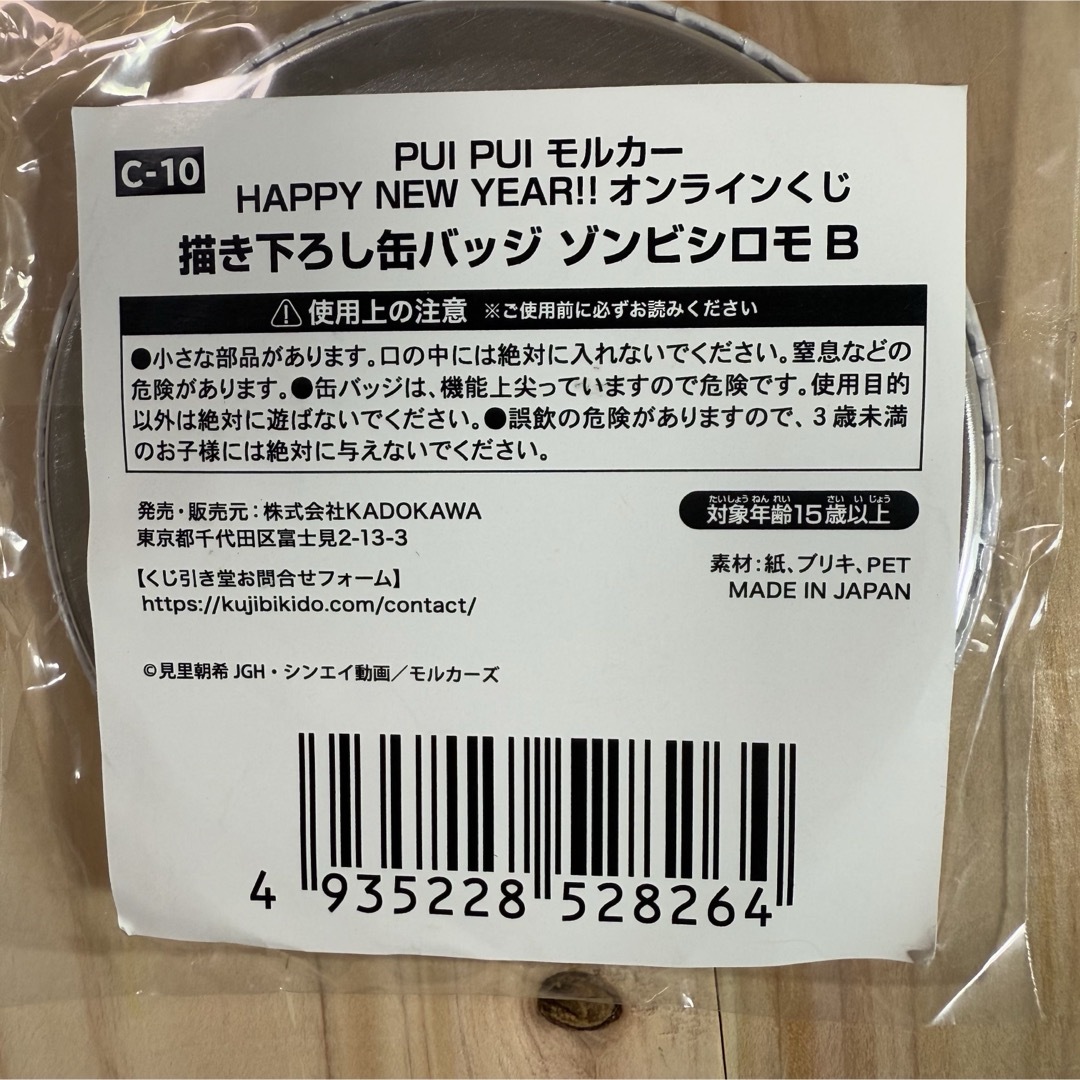 C-10
PUI PUI モルカー
HAPPY NEW YEAR!! オンラインくじ
描き下ろし缶バッジ ゾンビシロモ B
⚠使用上の注意 ※ご使用前に必ずお読みください
●小さな部品があります。口の中には絶対に入れないでください。窒息などの
危険があります。●缶バッジは、機能上尖っていますので危険です。使用目的
以外は絶対に遊ばないでください。●誤飲の危険がありますので、3歳未満
のお子様には絶対に与えないでください。
発売・販売元：株式会社KADOKAWA
東京都千代田区富士見2-13-3
【くじ引き堂お問合せフォーム】
https://kujibikido.com/contact/
たいしょうねんれい さいいじょう
対象年齢15歳以上
素材：紙、ブリキ、PET
MADE IN JAPAN
©見里朝希 JGH・シンエイ動画／モルカーズ
4 935228 528264